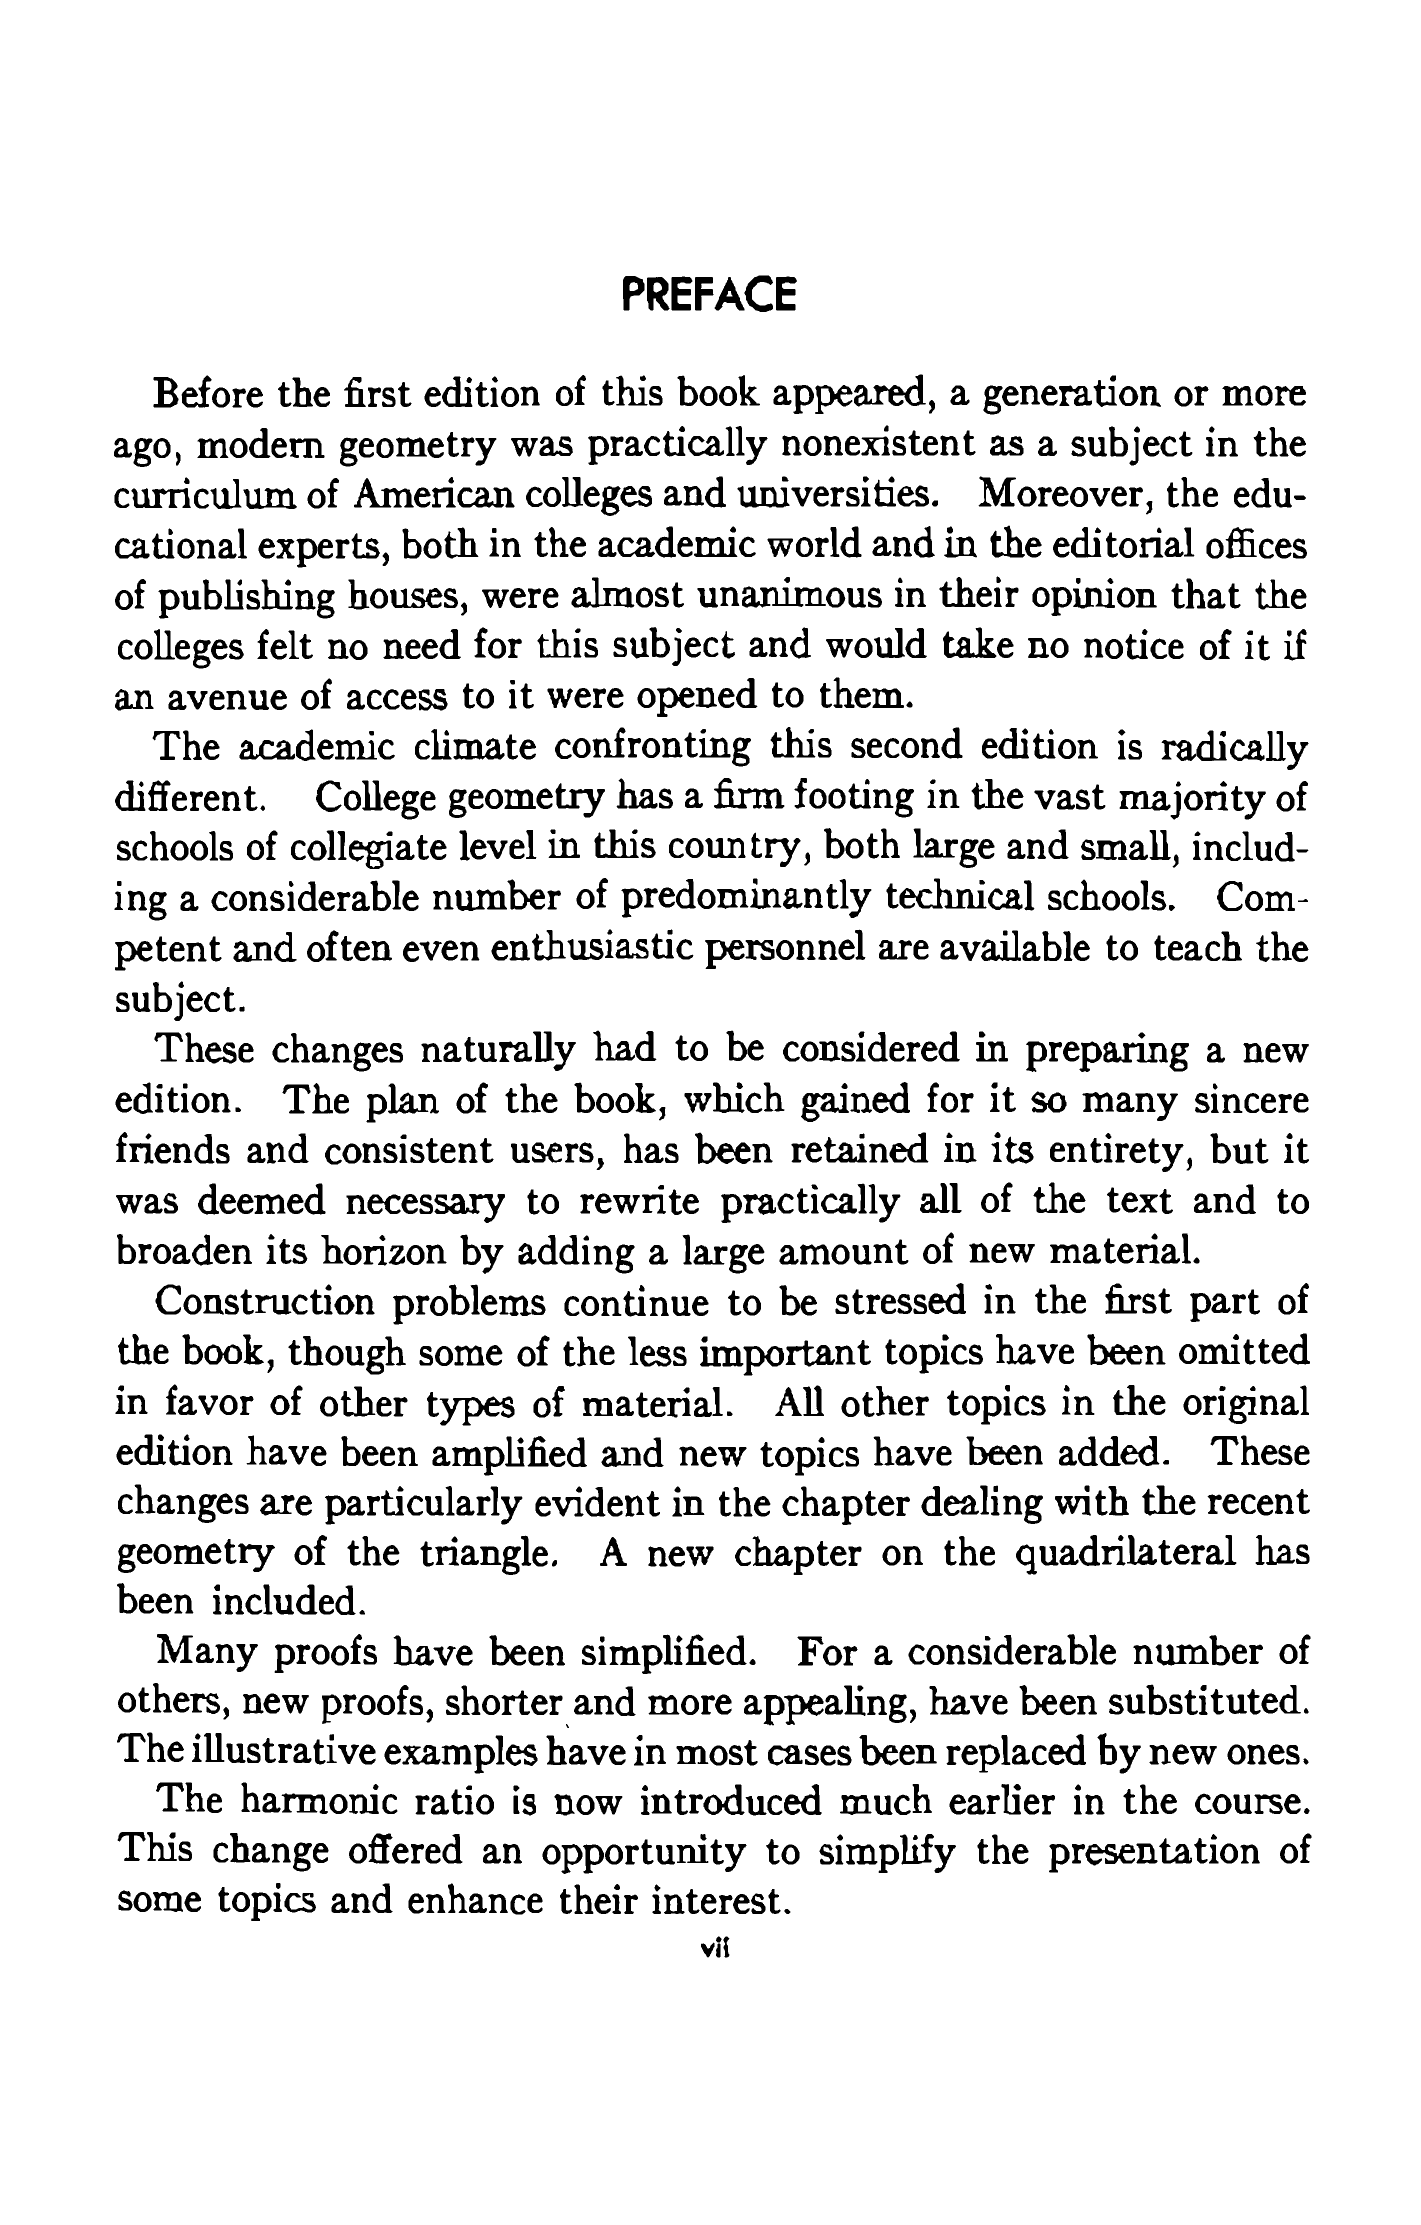 PREFACE
Before the first edition of this book appeared, a generation or more
ago, modern geometry was practically nonexistent as a subject in the
curriculum of American colleges and universities. Moreover, the edu-
cational experts, both in the academic world and in the editorial offices
of publishing houses, were almost unanimous in their opinion that the
colleges felt no need for this subject and would take no notice of it if
an avenue of access to it were opened to them.
The academic climate confronting this second edition is radically
different. College geometry has a firm footing in the vast majority of
schools of collegiate level in this country, both large and small, includ-
ing a considerable number of predominantly technical schools. Com-
petent and often even enthusiastic personnel are available to teach the
subject.
These changes naturally had to be considered in preparing a new
edition. The plan of the book, which gained for it so many sincere
friends and consistent users, has been retained in its entirety, but it
was deemed necessary to rewrite practically all of the text and to
broaden its horizon by adding a large amount of new material.
Construction problems continue to be stressed in the first part of
the book, though some of the less important topics have been omitted
in favor of other types of material. All other topics in the original
edition have been amplified and new topics have been added. These
changes are particularly evident in the chapter dealing with the recent
geometry of the triangle. A new chapter on the quadrilateral has
been included.
Many proofs have been simplified. For a considerable number of
others, new proofs, shorter and more appealing, have been substituted.
The illustrative examples have in most cases been replaced by new ones.
The harmonic ratio is now introduced much earlier in the course.
This change offered an opportunity to simplify the presentation of
some topics and enhance their interest.
vii